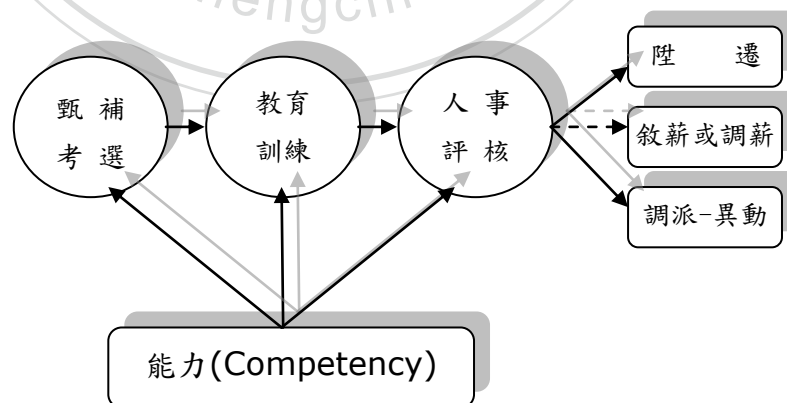 hengch
甄 補
考 選
教育
訓練
人 事
評 核
陞 遷
敘薪或調薪
調派-異動
能力(Competency)